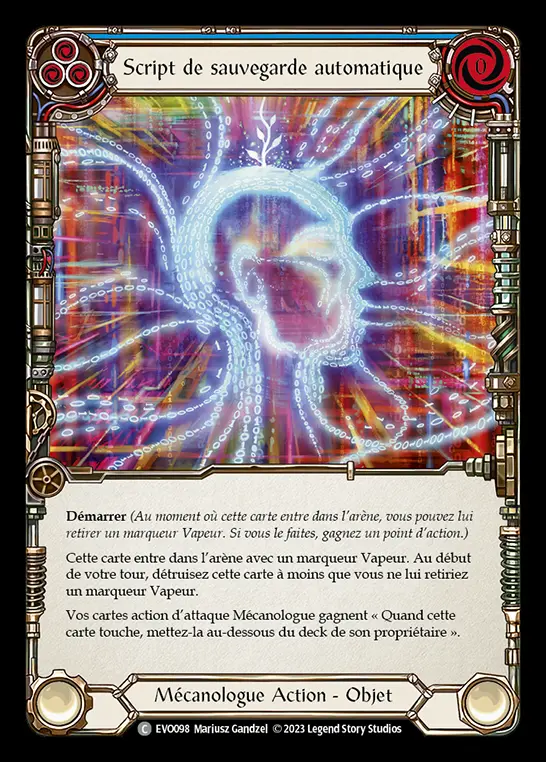 Script de sauvegarde automatique
0
Démarrer (Au moment où cette carte entre dans l'arène, vous pouvez lui
retirer un marqueur Vapeur. Si vous le faites, gagnez un point d'action.)
Cette carte entre dans l'arène avec un marqueur Vapeur. Au début
de votre tour, détruisez cette carte à moins que vous ne lui retiriez
un marqueur Vapeur.
Vos cartes action d'attaque Mécanologue gagnent « Quand cette
carte touche, mettez-la au-dessous du deck de son propriétaire ».
Mécanologue Action - Objet
C EVO098 Mariusz Gandzel ©2023 Legend Story Studios